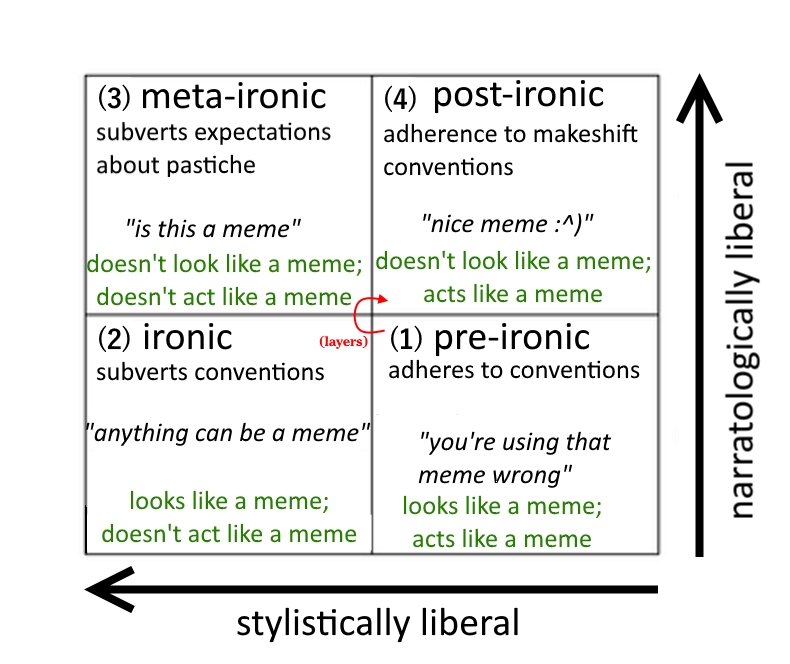 (3) meta-ironic
subverts expectations
about pastiche
"is this a meme"
doesn't look like a meme;
doesn't act like a meme
(4) post-ironic
adherence to makeshift
conventions
"nice meme :^)"
doesn't look like a meme;
acts like a meme
(2) ironic
subverts conventions
"anything can be a meme"
looks like a meme;
doesn't act like a meme
(layers)
(1) pre-ironic
adheres to conventions
"you're using that
meme wrong"
looks like a meme;
acts like a meme
narratologically liberal
stylistically liberal